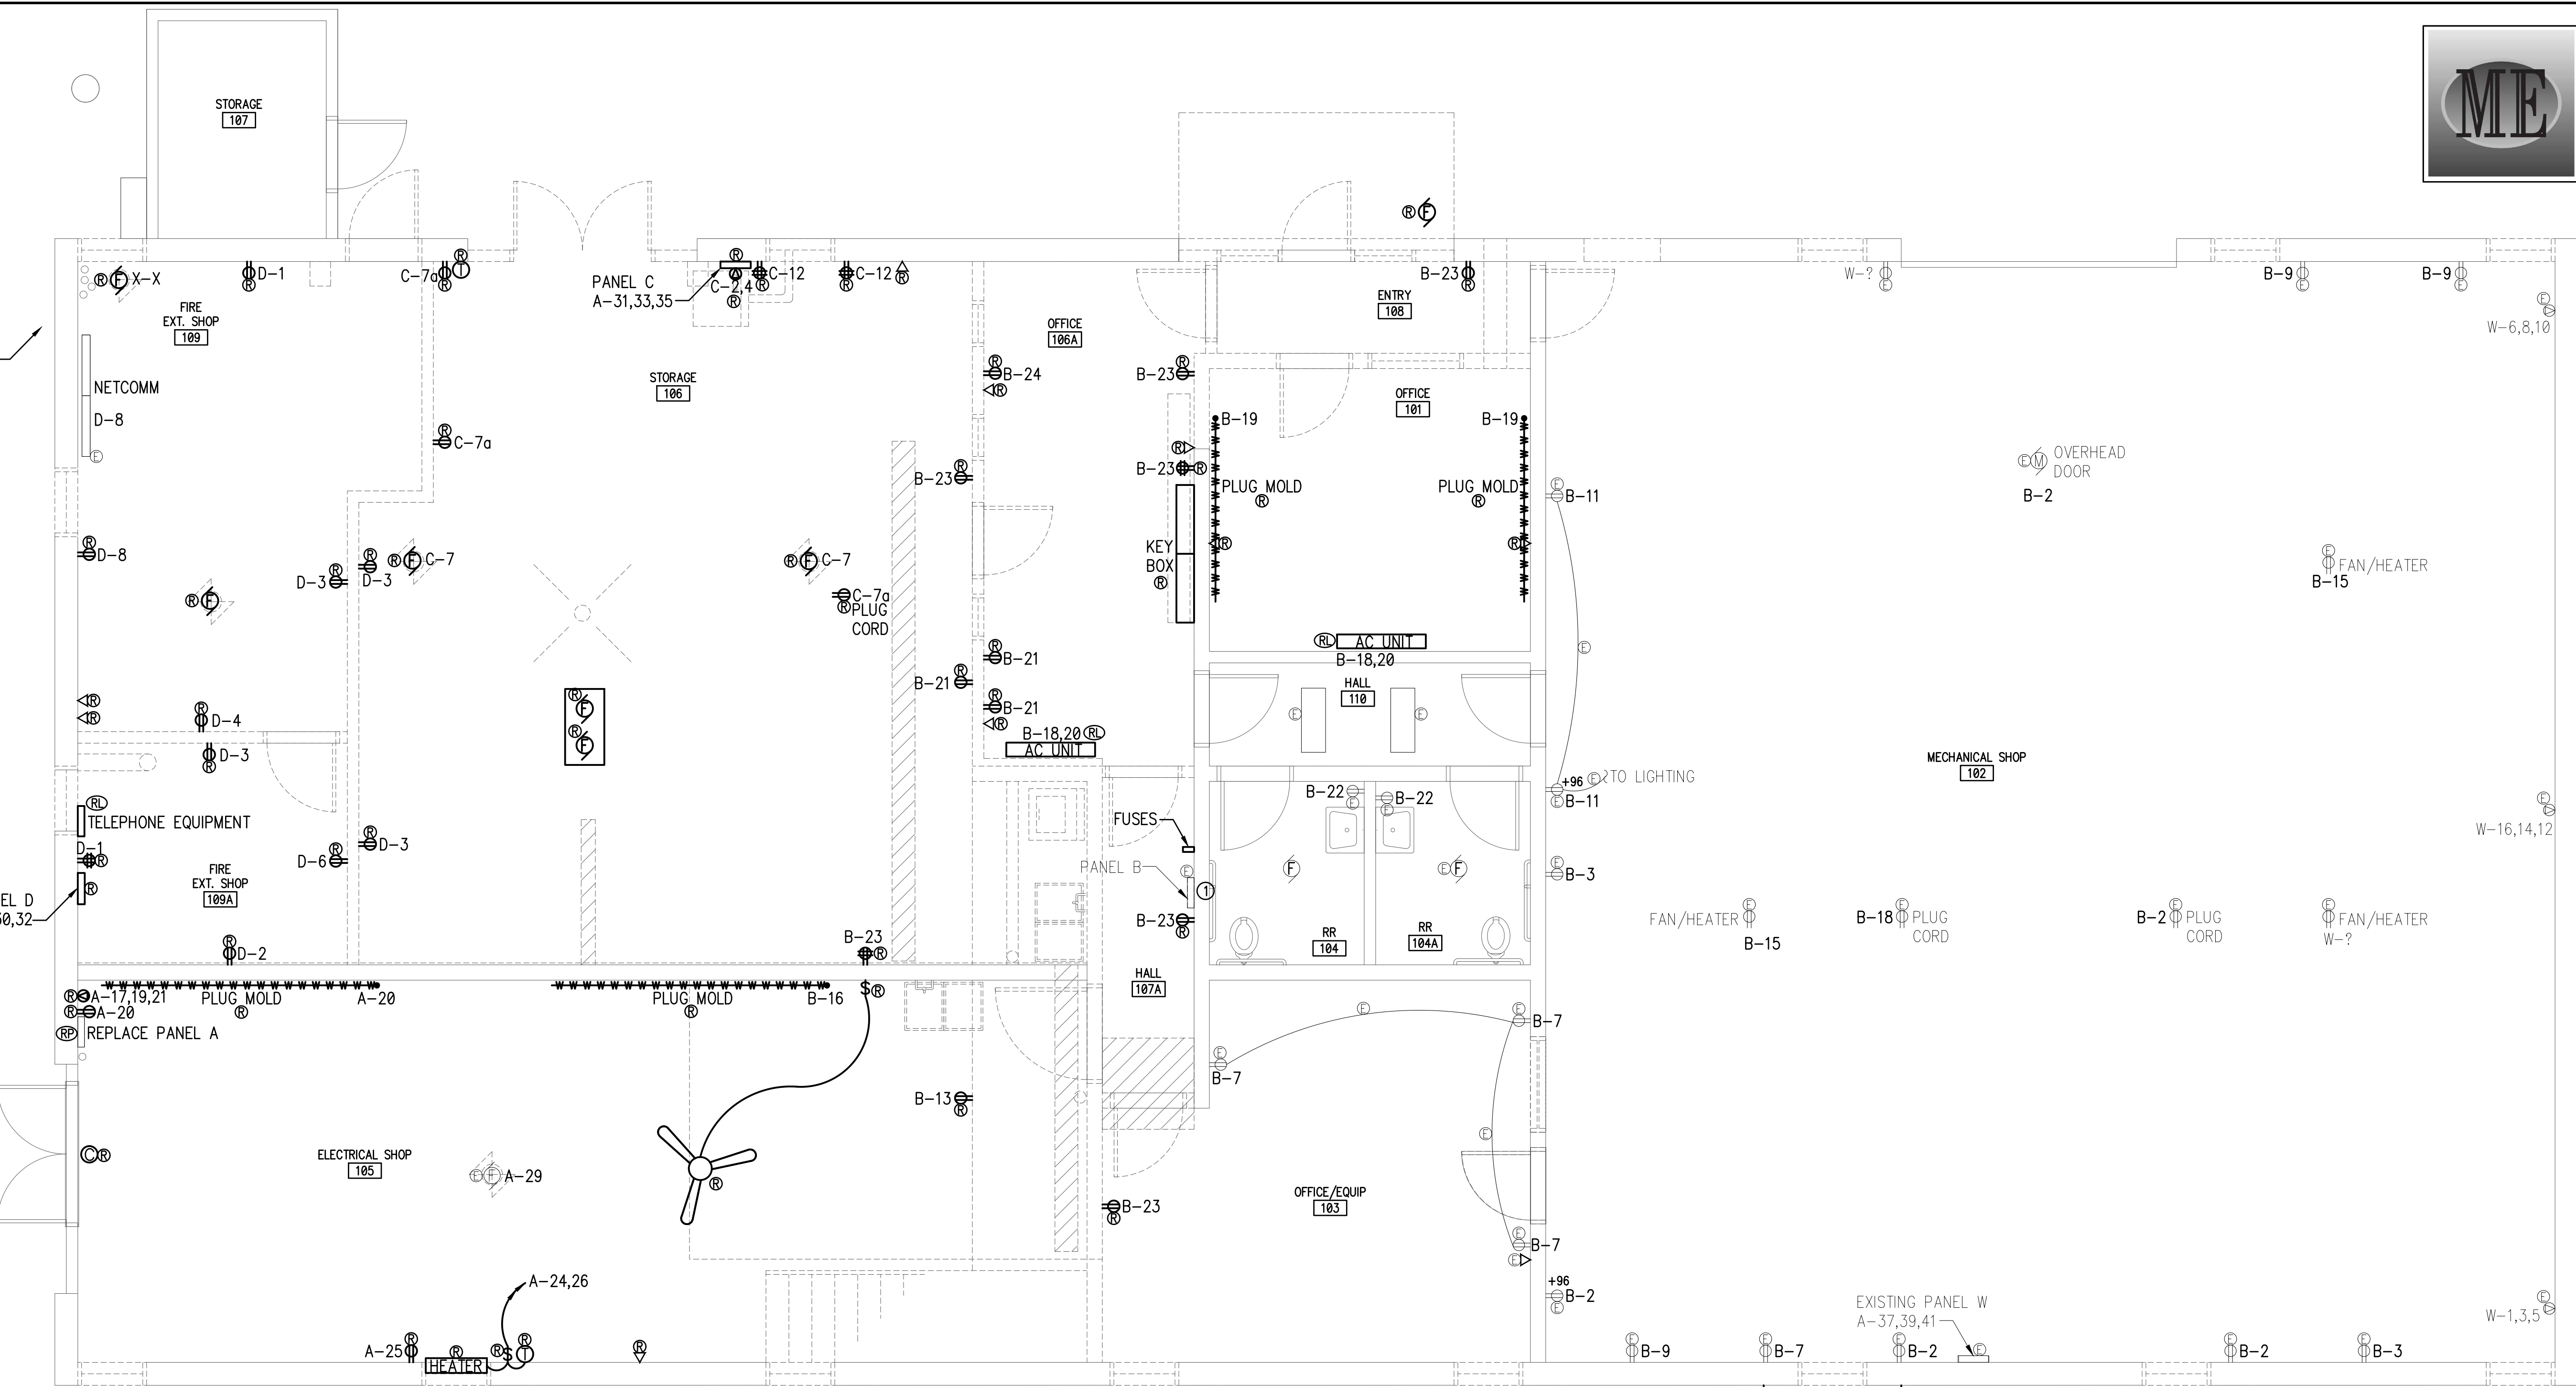 ME
STORAGE
107
R F
R F X-X
R
D-1
C-7a
R
R
T
PANEL C
A-31,33,35
R
C-2,4
R
C-12
R
C-12
R
R
B-23
R
W-?
E
B-9
E
B-9
E
E
W-6,8,10
FIRE
EXT. SHOP
109
OFFICE
106A
ENTRY
108
NETCOMM
D-8
E
STORAGE
106
R
B-24
R
B-23
R
OFFICE
101
B-19
B-19
R
C-7a
R
B-23
R
R
B-23
R
PLUG MOLD
R
PLUG MOLD
R
E
B-11
E M OVERHEAD
DOOR
B-2
R
D-8
R
D-3
R
D-3
R F C-7
R F C-7
KEY
BOX
R
R
R
E
FAN/HEATER
B-15
R F
C-7a
R
PLUG
CORD
R
B-21
R
B-21
R
B-21
R
RL AC UNIT
B-18,20
E
HALL
110
E
E
R
R
R
D-4
D-3
R
R
F
R
F
B-18,20 RL
AC UNIT
MECHANICAL SHOP
102
+96
E TO LIGHTING
E
B-11
RL
TELEPHONE EQUIPMENT
D-1
R
R
D-6
R
D-3
FUSES
B-22
E
B-22
E
E
W-16,14,12
FIRE
EXT. SHOP
109A
R
EL D
30,32
PANEL B
E
1
F
E F
E
B-3
B-23
R
RR
104
RR
104A
FAN/HEATER
E
B-15
E
B-18
PLUG
CORD
E
B-2
PLUG
CORD
E
FAN/HEATER
W-?
R
D-2
B-23
R
HALL
107A
R A-17,19,21
R A-20
PLUG MOLD
R
A-20
PLUG MOLD
R
B-16
S R
RP REPLACE PANEL A
E
E
B-7
E
B-7
C R
B-13
R
E
ELECTRICAL SHOP
105
E F A-29
R
OFFICE/EQUIP
103
B-23
R
E
B-7
E
A-24,26
+96
B-2
E
EXISTING PANEL W
A-37,39,41
E
E
W-1,3,5
R
A-25
R
HEATER
R
S
R
T
R
E
B-9
E
B-7
E
B-2
E
B-2
E
B-3